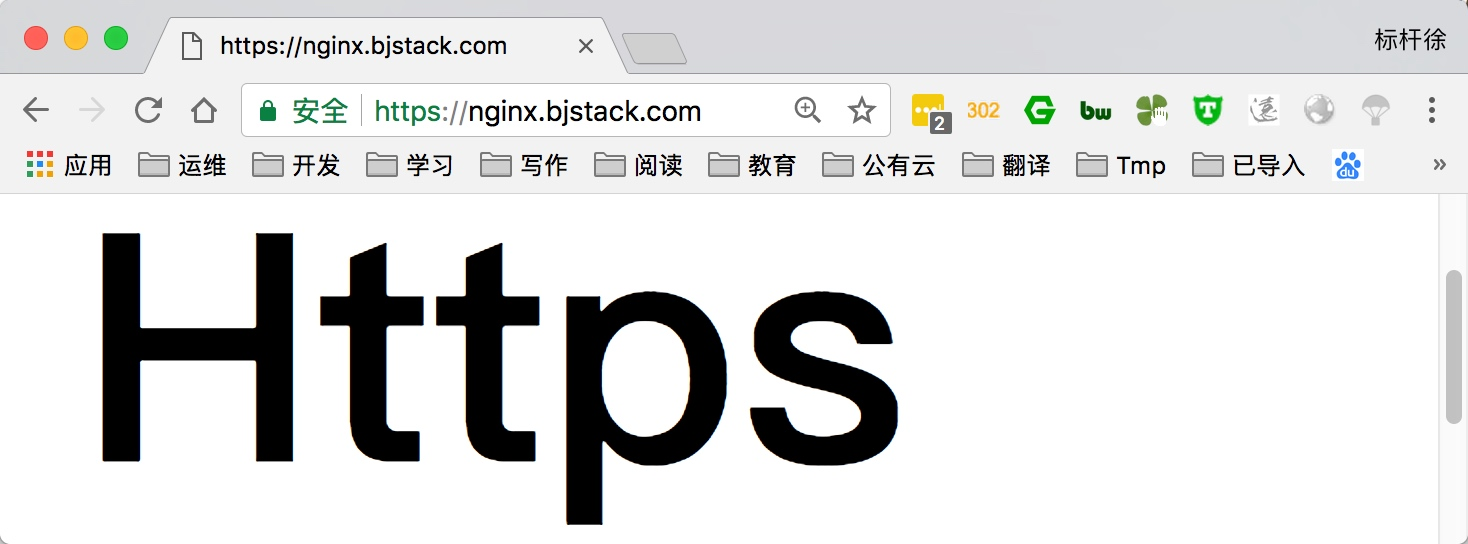 https://nginx.bjstack.com
标杆徐
安全 https://nginx.bjstack.com
2 302 G bw T
应用 运维 开发 学习 写作 阅读 教育 公有云 翻译 Tmp 已导入 du »
Https